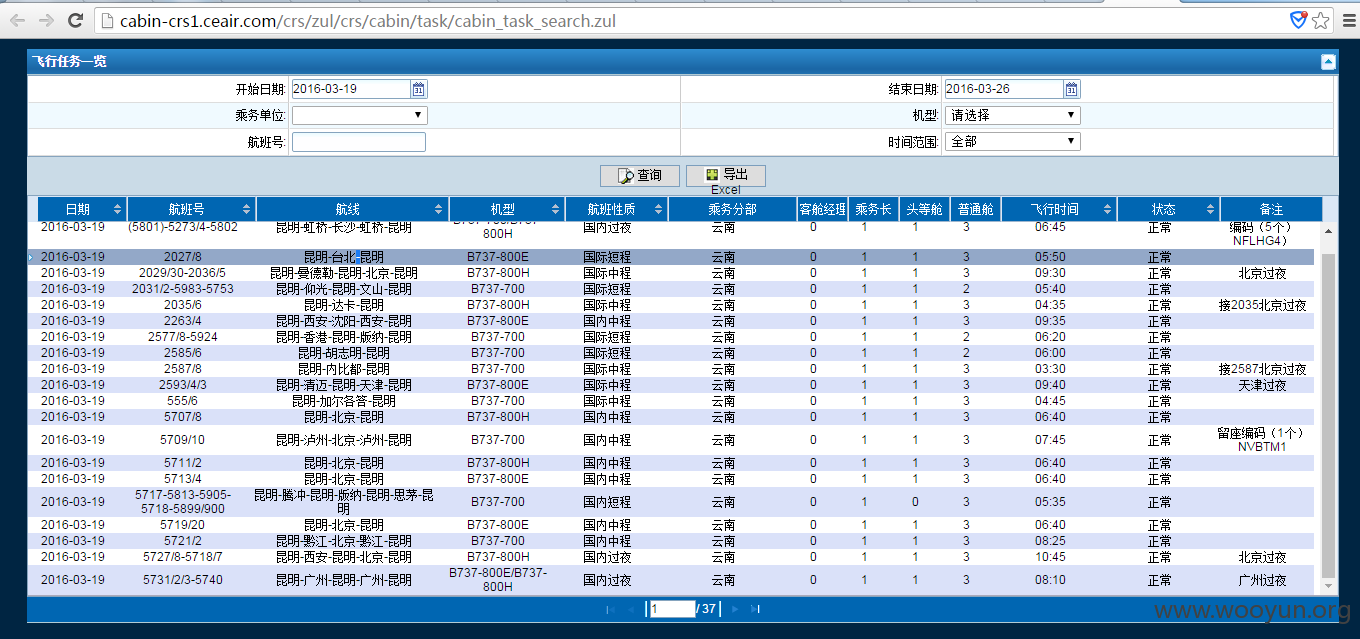 cabin-crs1.ceair.com/crs/zul/crs/cabin/task/cabin_task_search.zul
飞行任务一览
开始日期: 2016-03-19 结束日期: 2016-03-26
乘务单位: 机型: 请选择
航班号: 时间范围: 全部
查询 导出
Excel
日期 航班号 航线 机型 航班性质 乘务分部 客舱经理 乘务长 头等舱 普通舱 飞行时间 状态 备注
2016-03-19 (5801)-5273/4-5802 昆明-虹桥-长沙-虹桥-昆明 800H 国内过夜 云南 0 1 1 3 06:45 正常 编码（5个） NFLHG4）
2016-03-19 2027/8 昆明-台北-昆明 B737-800E 国际短程 云南 0 1 1 3 05:50 正常
2016-03-19 2029/30-2036/5 昆明-曼德勒-昆明-北京-昆明 B737-800H 国际中程 云南 0 1 1 3 09:30 正常 北京过夜
2016-03-19 2031/2-5983-5753 昆明-仰光-昆明-文山-昆明 B737-700 国际短程 云南 0 1 1 2 05:40 正常
2016-03-19 2035/6 昆明-达卡-昆明 B737-800H 国际中程 云南 0 1 1 3 04:35 正常 接2035北京过夜
2016-03-19 2263/4 昆明-西安-沈阳-西安-昆明 B737-800E 国内中程 云南 0 1 1 3 09:35 正常
2016-03-19 2577/8-5924 昆明-香港-昆明-版纳-昆明 B737-700 国际短程 云南 0 1 1 2 06:20 正常
2016-03-19 2585/6 昆明-胡志明-昆明 B737-700 国际短程 云南 0 1 1 2 06:00 正常
2016-03-19 2587/8 昆明-内比都-昆明 B737-700 国际中程 云南 0 1 1 3 03:30 正常 接2587北京过夜
2016-03-19 2593/4/3 昆明-清迈-昆明-天津-昆明 B737-800E 国际中程 云南 0 1 1 3 09:40 正常 天津过夜
2016-03-19 555/6 昆明-加尔各答-昆明 B737-700 国际中程 云南 0 1 1 3 04:45 正常
2016-03-19 5707/8 昆明-北京-昆明 B737-800H 国内中程 云南 0 1 1 3 06:40 正常
2016-03-19 5709/10 昆明-泸州-北京-泸州-昆明 B737-700 国内中程 云南 0 1 1 3 07:45 正常 留座编码（1个） NVBTM1
2016-03-19 5711/2 昆明-北京-昆明 B737-800H 国内中程 云南 0 1 1 3 06:40 正常
2016-03-19 5713/4 昆明-北京-昆明 B737-800E 国内中程 云南 0 1 1 3 06:40 正常
2016-03-19 5717-5813-5905-5718-5899/900 昆明-腾冲-昆明-版纳-昆明-思茅-昆明 B737-700 国内短程 云南 0 1 0 3 05:35 正常
2016-03-19 5719/20 昆明-北京-昆明 B737-800E 国内中程 云南 0 1 1 3 06:40 正常
2016-03-19 5721/2 昆明-黔江-北京-黔江-昆明 B737-700 国内中程 云南 0 1 1 3 08:25 正常
2016-03-19 5727/8-5718/7 昆明-西安-昆明-北京-昆明 B737-800H 国内过夜 云南 0 1 1 3 10:45 正常 北京过夜
2016-03-19 5731/2/3-5740 昆明-广州-昆明-广州-昆明 B737-800E/B737-800H 国内过夜 云南 0 1 1 3 08:10 正常 广州过夜
1 / 37
www.wooyun.org